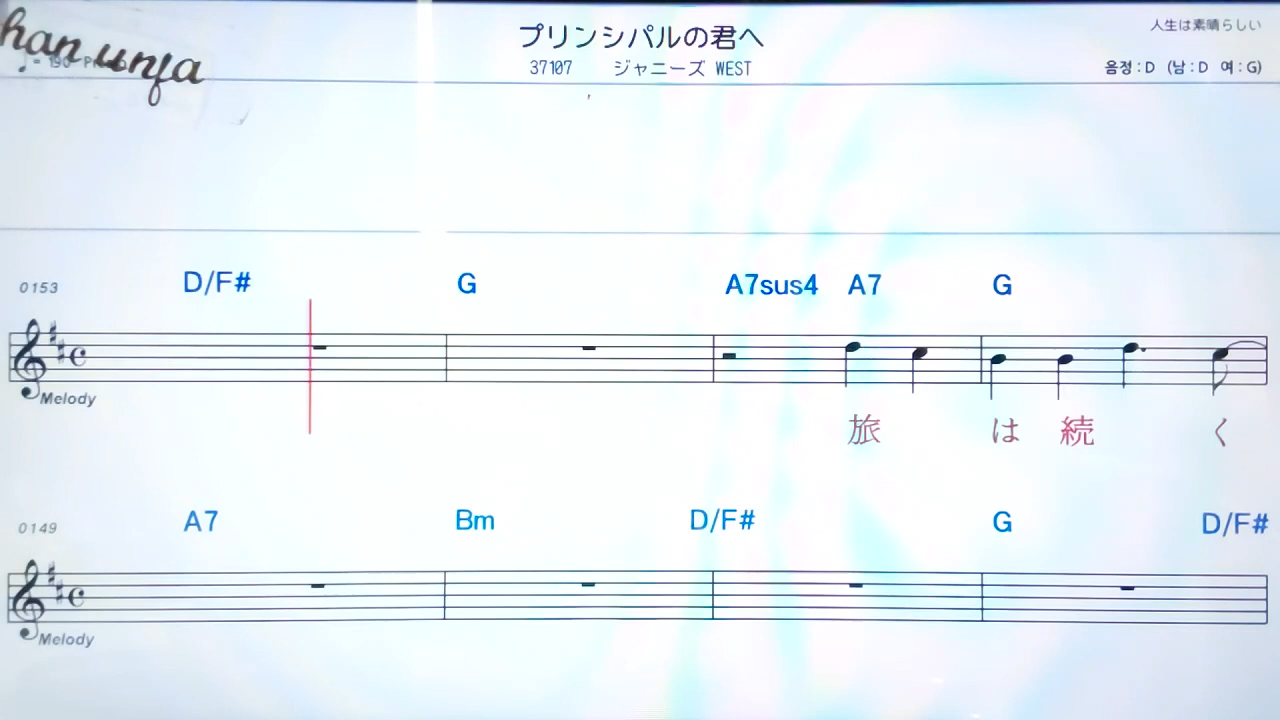 han unja
プリンシパルの君へ
人生は素晴らしい
37107 ジャニーズ WEST
음정:D (남:D 여:G)
0153 D/F# G A7sus4 A7 G
Melody
旅 は 続 く
0149 A7 Bm D/F# G D/F#
Melody